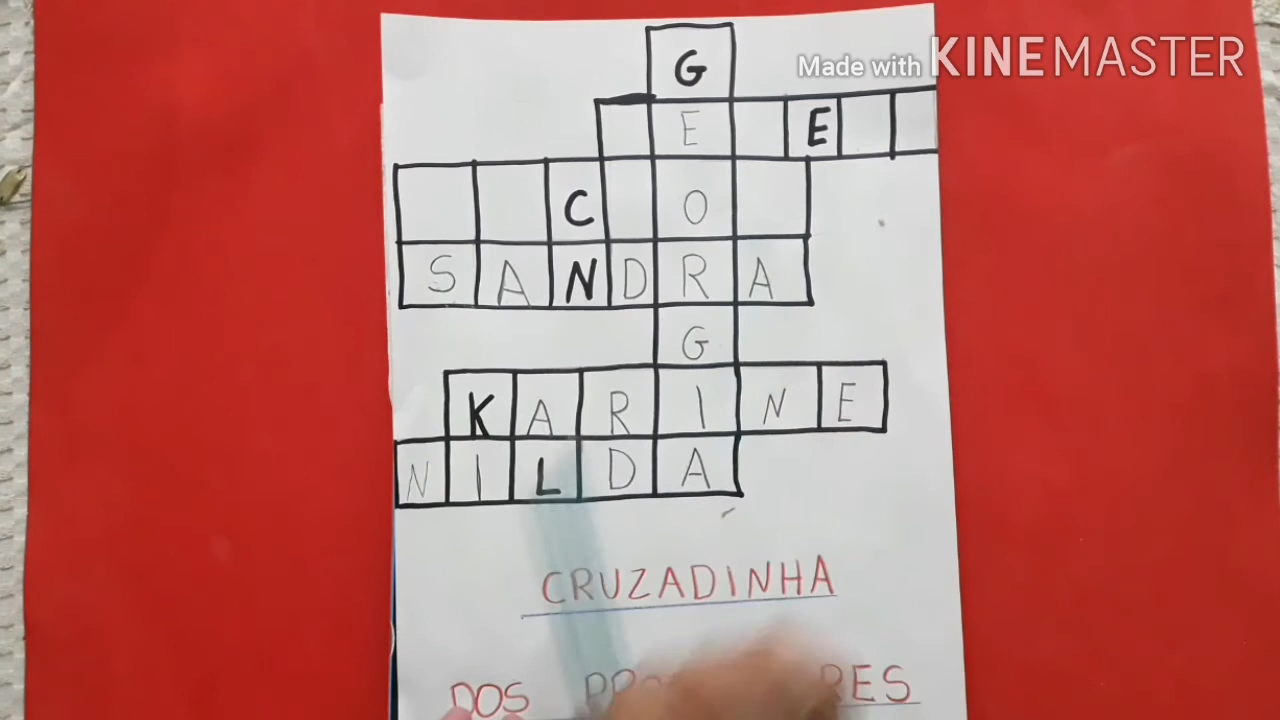 Made with KINEMASTER
G
E E
C O
SANDRA
G
KARINE
NILDA
CRUZADINHA
DOS